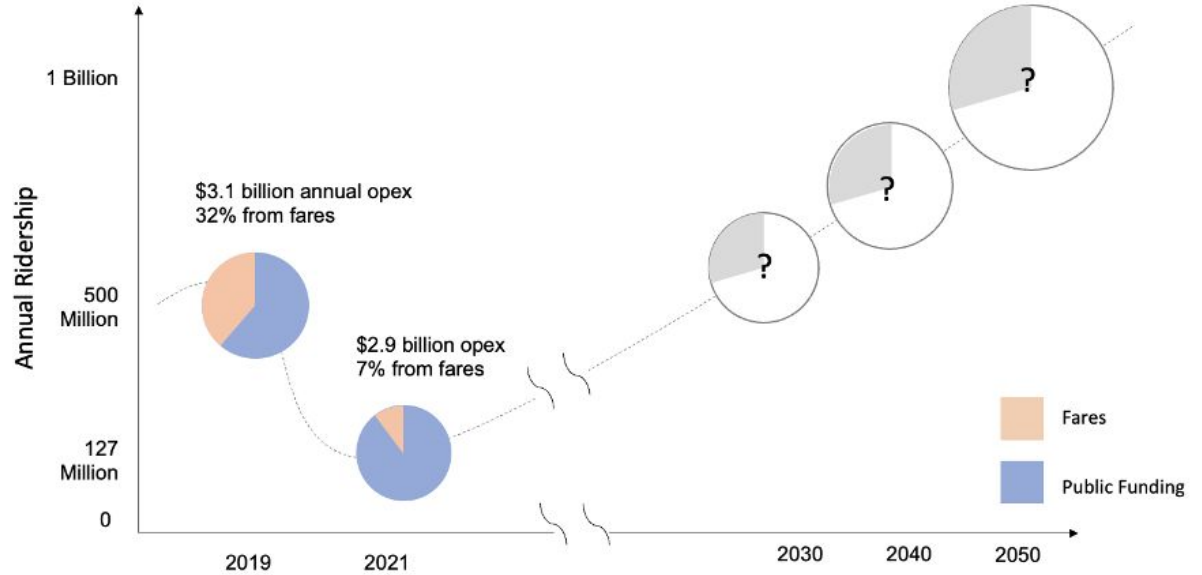 1 Billion
$3.1 billion annual opex
32% from fares
?
?
?
Annual Ridership
500
Million
$2.9 billion opex
7% from fares
127
Million
0
Fares
Public Funding
2019
2021
2030
2040
2050